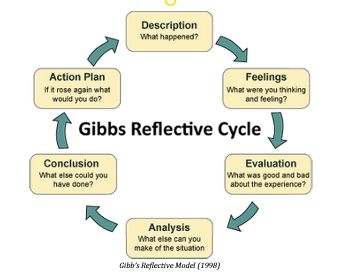 Description
What happened?
Feelings
What were you thinking
and feeling?
Evaluation
What was good and bad
about the experience?
Analysis
What else can you
make of the situation
Conclusion
What else could you
have done?
Action Plan
If it rose again what
would you do?
Gibbs Reflective Cycle
Gibb's Reflective Model (1998)